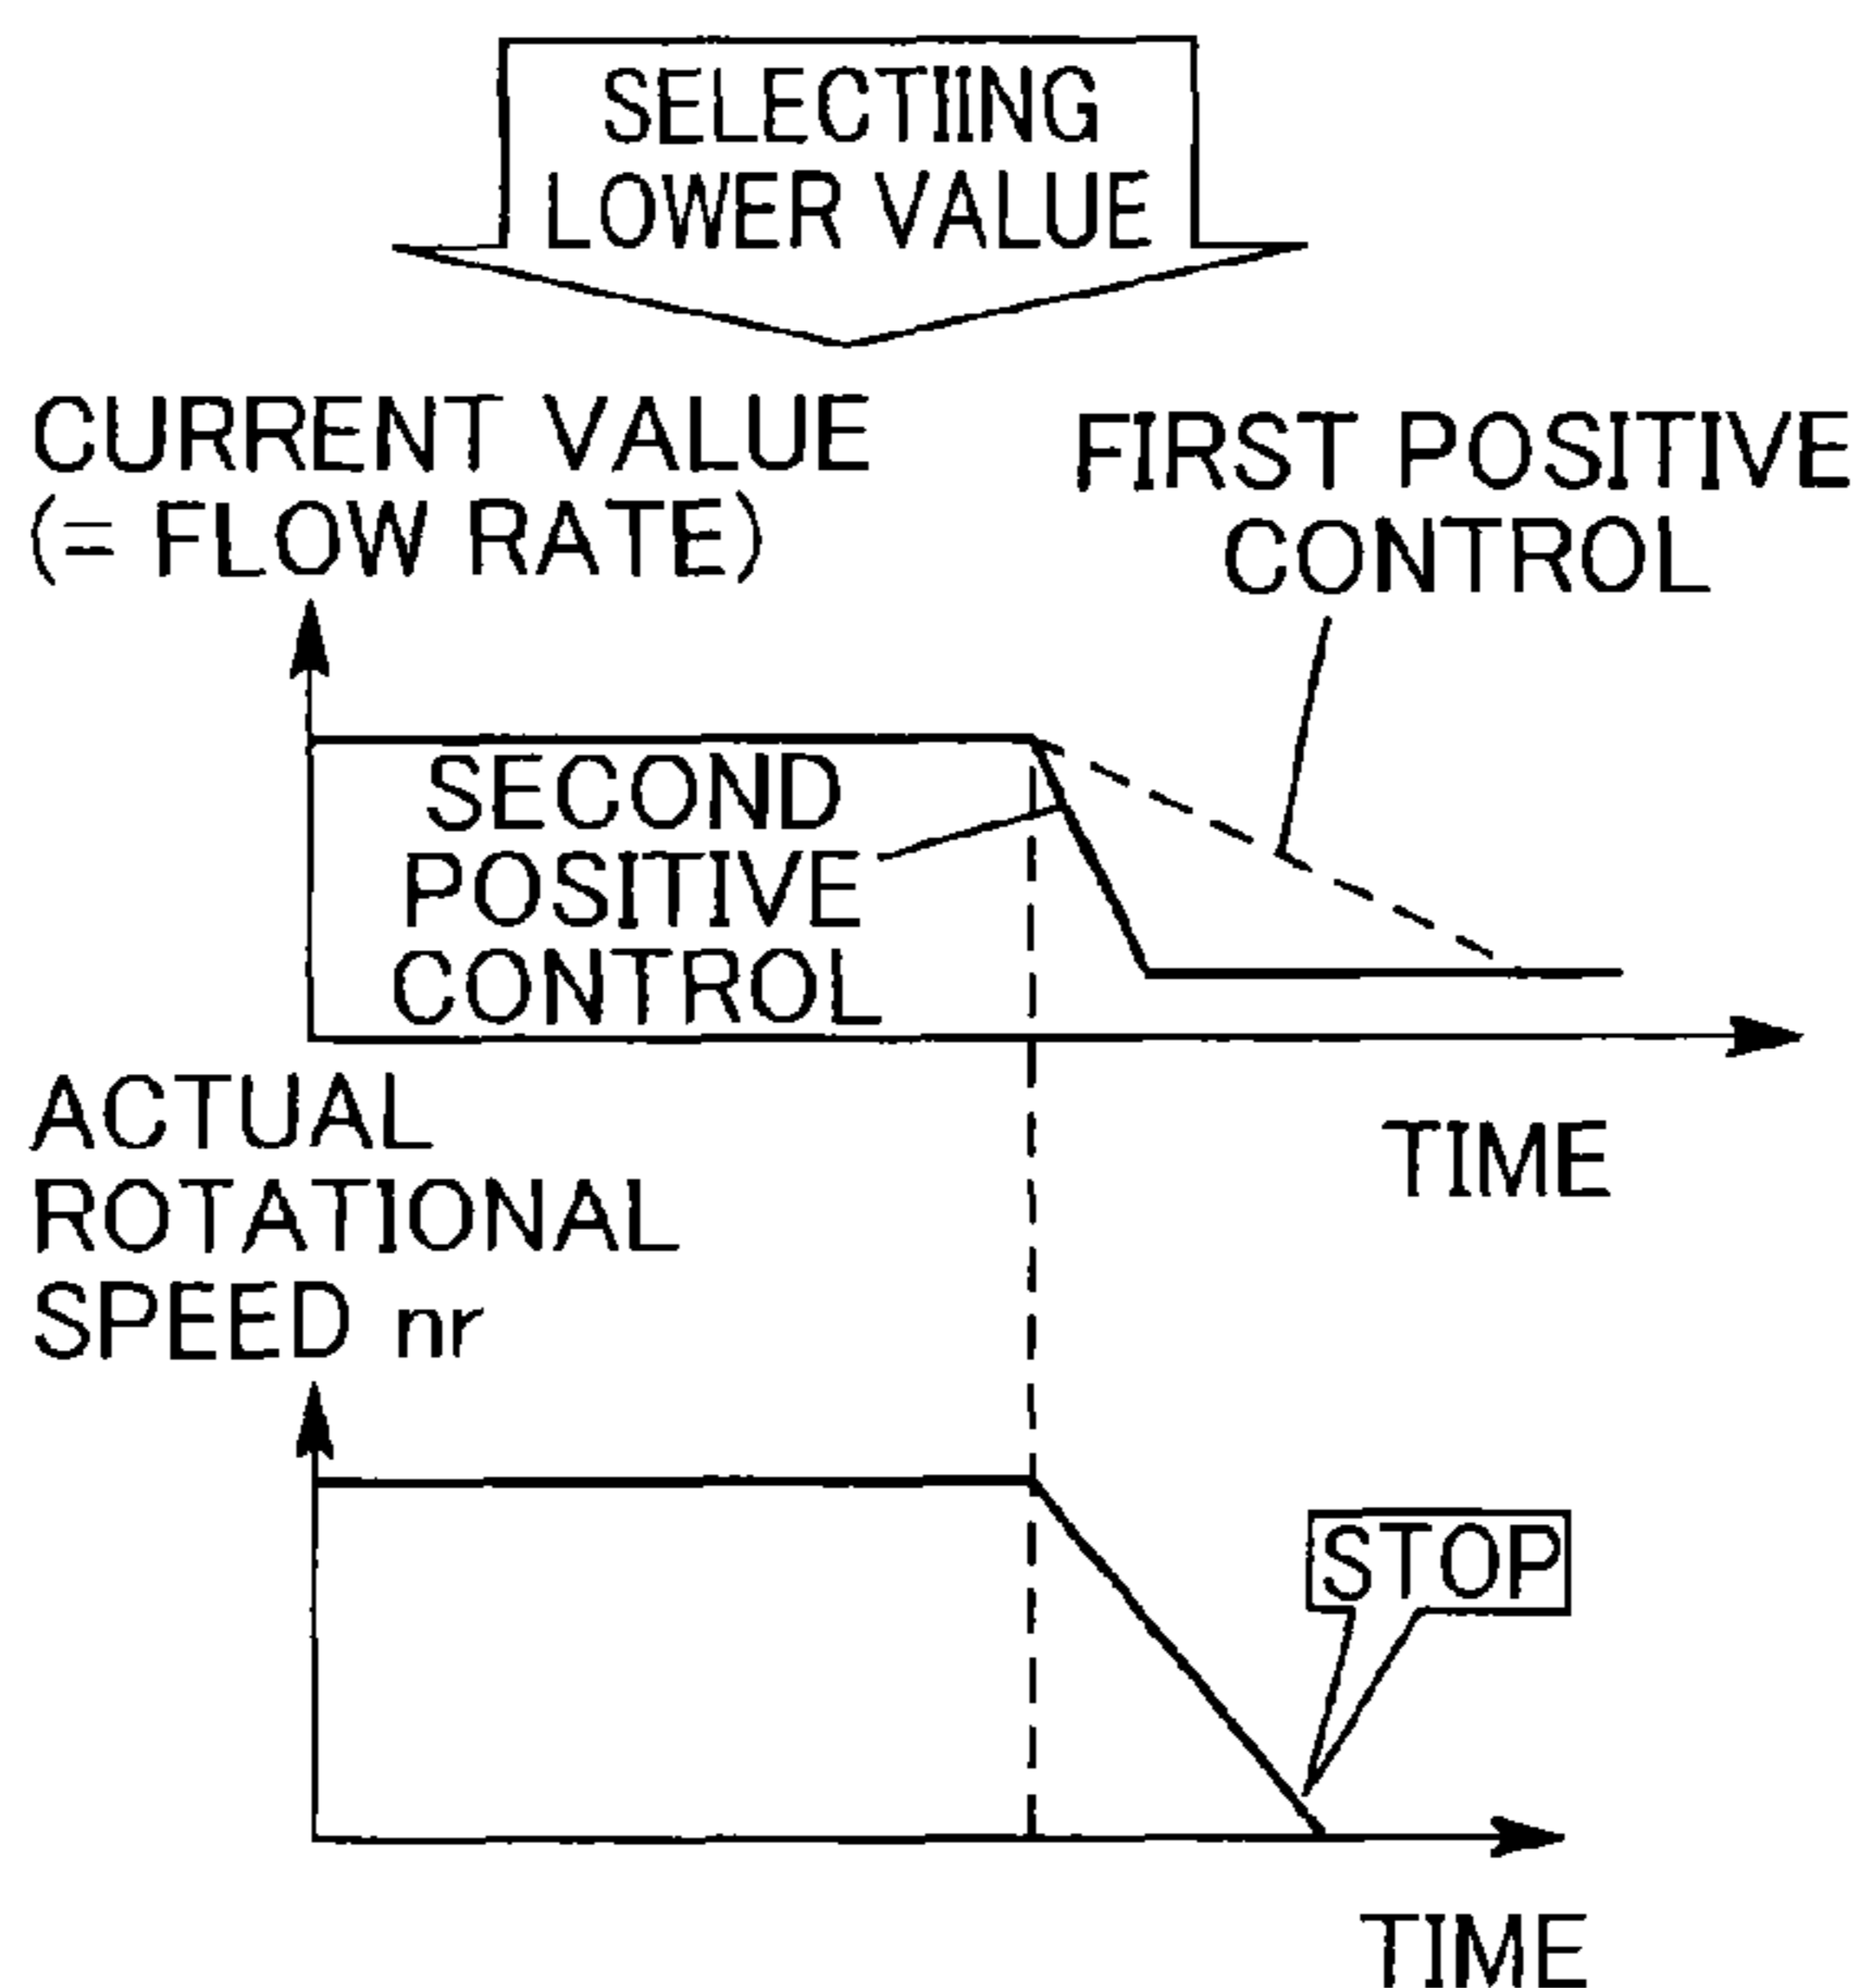 SELECTIING
LOWER VALUE
CURRENT VALUE
(= FLOW RATE)
FIRST POSITIVE
CONTROL
SECOND
POSITIVE
CONTROL
TIME
ACTUAL
ROTATIONAL
SPEED nr
STOP
TIME